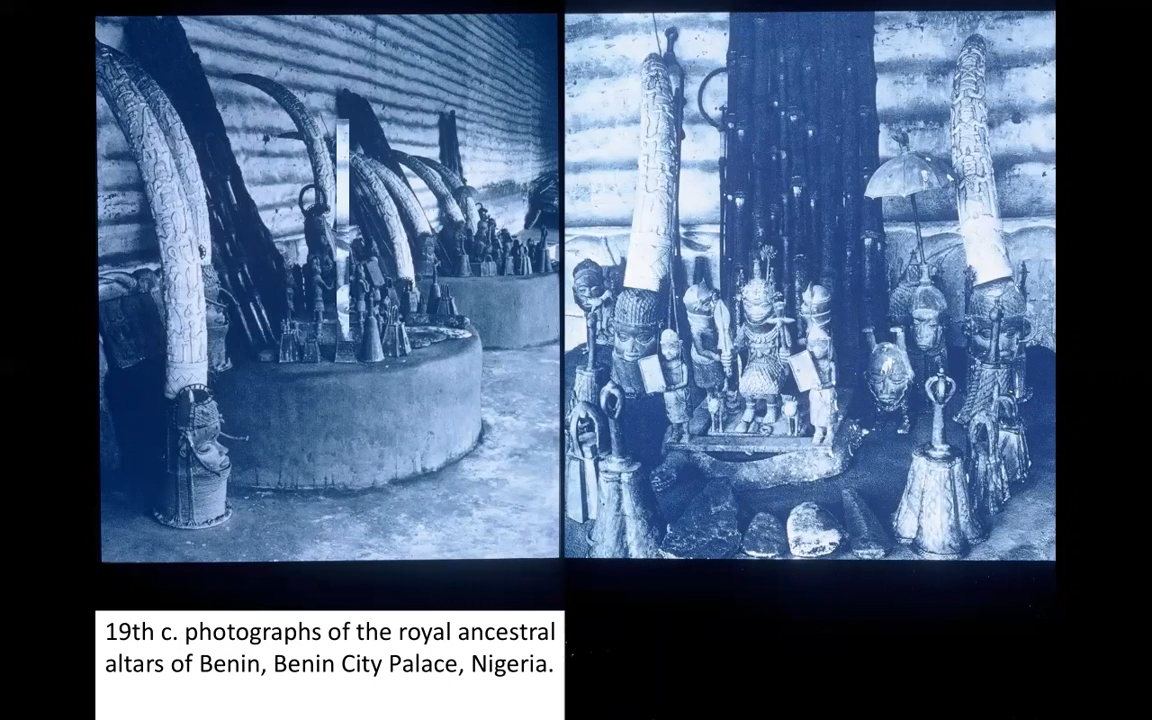 19th c. photographs of the royal ancestral
altars of Benin, Benin City Palace, Nigeria.